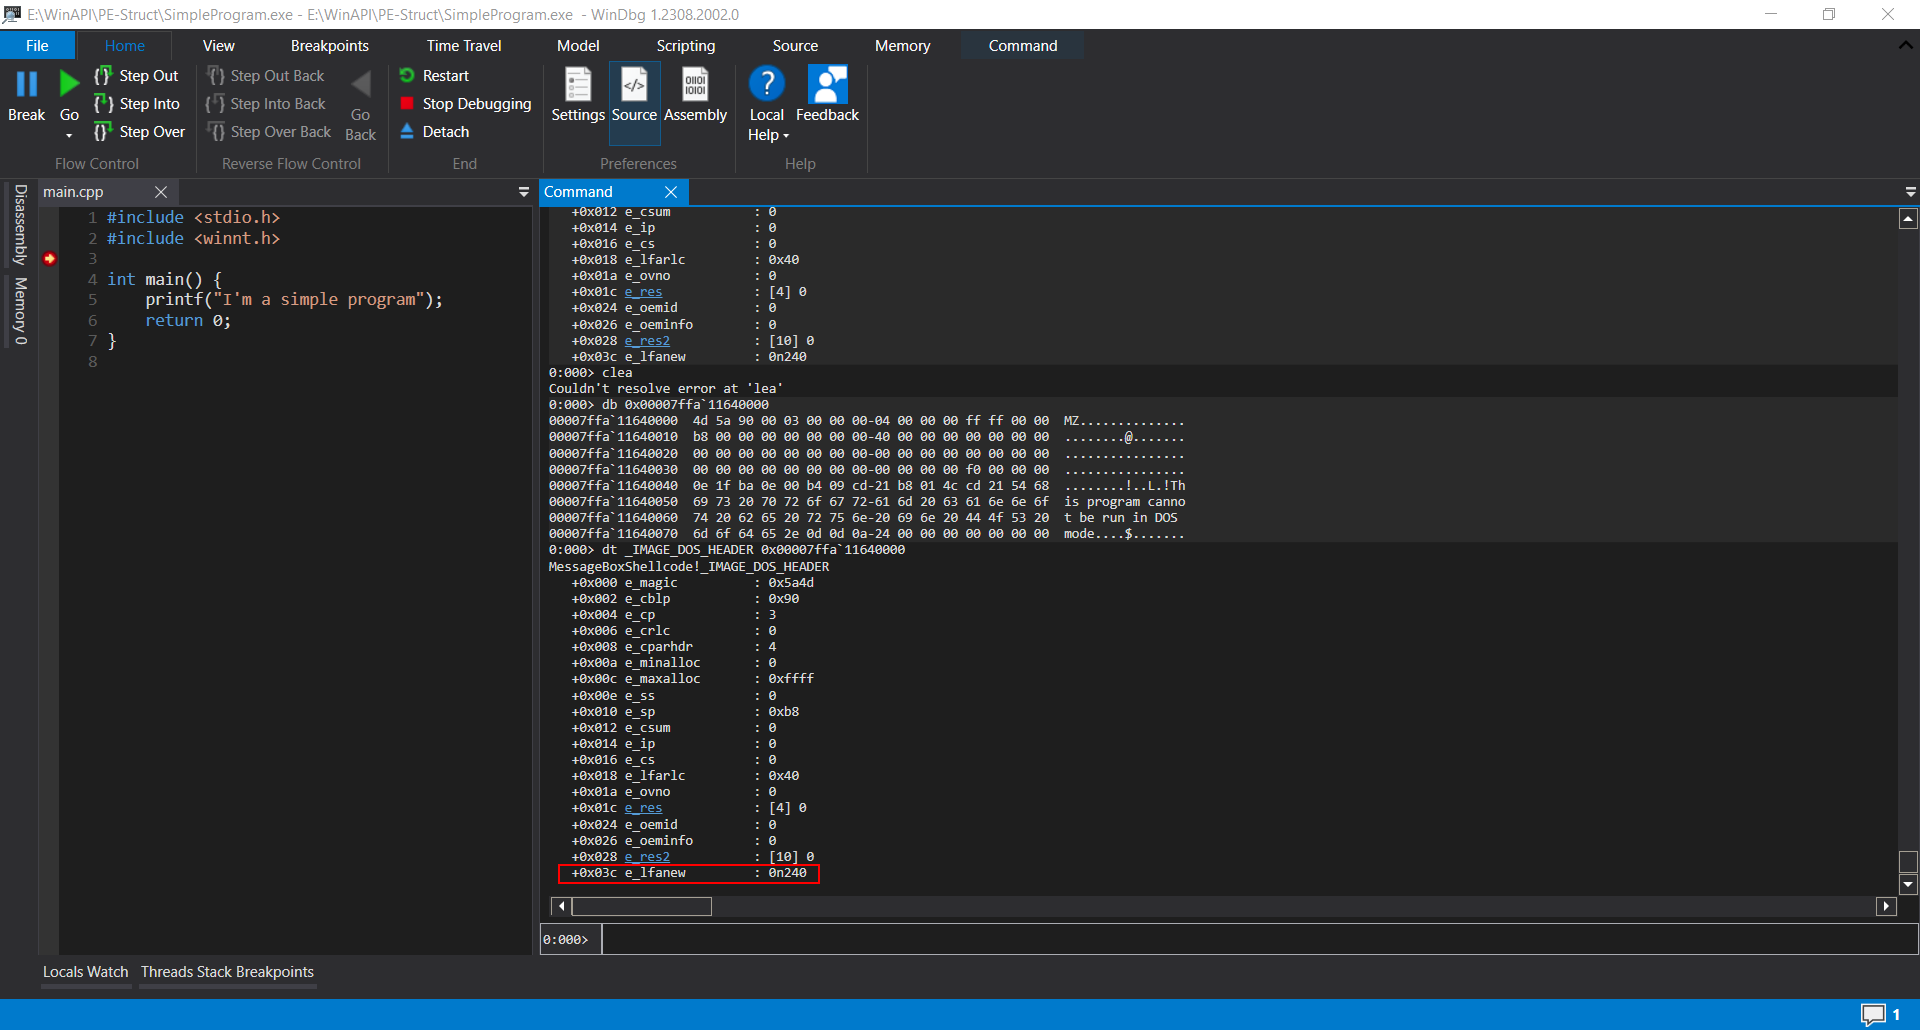 E:\WinAPI\PE-Struct\SimpleProgram.exe - E:\WinAPI\PE-Struct\SimpleProgram.exe - WinDbg 1.2308.2002.0
File Home View Breakpoints Time Travel Model Scripting Source Memory Command
Break
Go
Step Out
Step Into
Step Over
Flow Control
Step Out Back
Step Into Back
Step Over Back
Go Back
Reverse Flow Control
Restart
Stop Debugging
Detach
End
Settings
Source
Assembly
Preferences
Local Help
Feedback
Help
Disassembly
Memory 0
main.cpp
1 #include <stdio.h>
2 #include <winnt.h>
3
4 int main() {
5     printf("I'm a simple program");
6     return 0;
7 }
8
Command
+0x012 e_csum : 0
+0x014 e_ip : 0
+0x016 e_cs : 0
+0x018 e_lfarlc : 0x40
+0x01a e_ovno : 0
+0x01c e_res : [4] 0
+0x024 e_oemid : 0
+0x026 e_oeminfo : 0
+0x028 e_res2 : [10] 0
+0x03c e_lfanew : 0n240
0:000> clea
Couldn't resolve error at 'lea'
0:000> db 0x00007ffa`11640000
00007ffa`11640000  4d 5a 90 00 03 00 00 00-04 00 00 00 ff ff 00 00  MZ..............
00007ffa`11640010  b8 00 00 00 00 00 00 00-40 00 00 00 00 00 00 00  ........@.......
00007ffa`11640020  00 00 00 00 00 00 00 00-00 00 00 00 00 00 00 00  ................
00007ffa`11640030  00 00 00 00 00 00 00 00-00 00 00 00 f0 00 00 00  ................
00007ffa`11640040  0e 1f ba 0e 00 b4 09 cd-21 b8 01 4c cd 21 54 68  ........!..L.!Th
00007ffa`11640050  69 73 20 70 72 6f 67 72-61 6d 20 63 61 6e 6e 6f  is program canno
00007ffa`11640060  74 20 62 65 20 72 75 6e-20 69 6e 20 44 4f 53 20  t be run in DOS
00007ffa`11640070  6d 6f 64 65 2e 0d 0d 0a-24 00 00 00 00 00 00 00  mode....$.......
0:000> dt _IMAGE_DOS_HEADER 0x00007ffa`11640000
MessageBoxShellcode!_IMAGE_DOS_HEADER
+0x000 e_magic : 0x5a4d
+0x002 e_cblp : 0x90
+0x004 e_cp : 3
+0x006 e_crlc : 0
+0x008 e_cparhdr : 4
+0x00a e_minalloc : 0
+0x00c e_maxalloc : 0xffff
+0x00e e_ss : 0
+0x010 e_sp : 0xb8
+0x012 e_csum : 0
+0x014 e_ip : 0
+0x016 e_cs : 0
+0x018 e_lfarlc : 0x40
+0x01a e_ovno : 0
+0x01c e_res : [4] 0
+0x024 e_oemid : 0
+0x026 e_oeminfo : 0
+0x028 e_res2 : [10] 0
+0x03c e_lfanew : 0n240
0:000>
Locals Watch Threads Stack Breakpoints
1